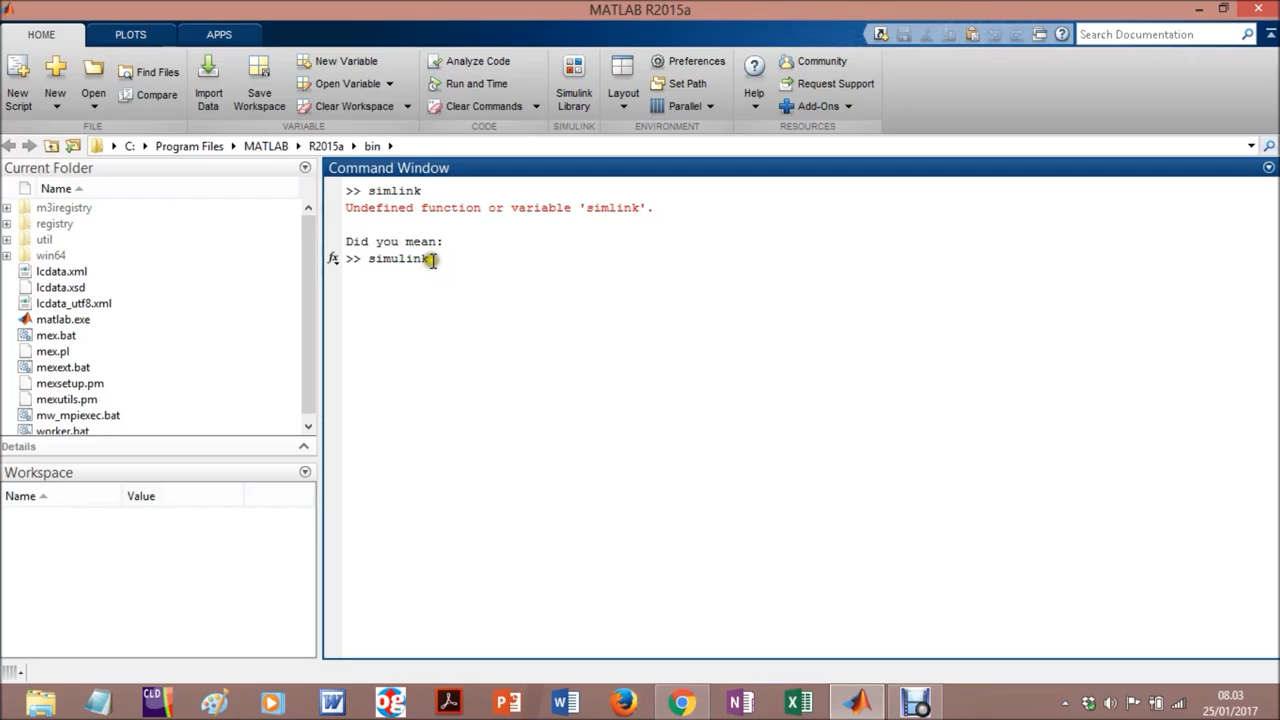 MATLAB R2015a
HOME PLOTS APPS
Search Documentation
New Script
New
Open
Find Files
Compare
FILE
Import Data
Save Workspace
New Variable
Open Variable
Clear Workspace
VARIABLE
Analyze Code
Run and Time
Clear Commands
CODE
Simulink Library
SIMULINK
Layout
Preferences
Set Path
Parallel
ENVIRONMENT
Help
Community
Request Support
Add-Ons
RESOURCES
C: Program Files MATLAB R2015a bin
Current Folder
Name
m3iregistry
registry
util
win64
lcdata.xml
lcdata.xsd
lcdata_utf8.xml
matlab.exe
mex.bat
mex.pl
mexext.bat
mexsetup.pm
mexutils.pm
mw_mpiexec.bat
worker.bat
Details
Workspace
Name Value
Command Window
>> simlink
Undefined function or variable 'simlink'.
Did you mean:
fx >> simulink
CLD
og
08.03
25/01/2017